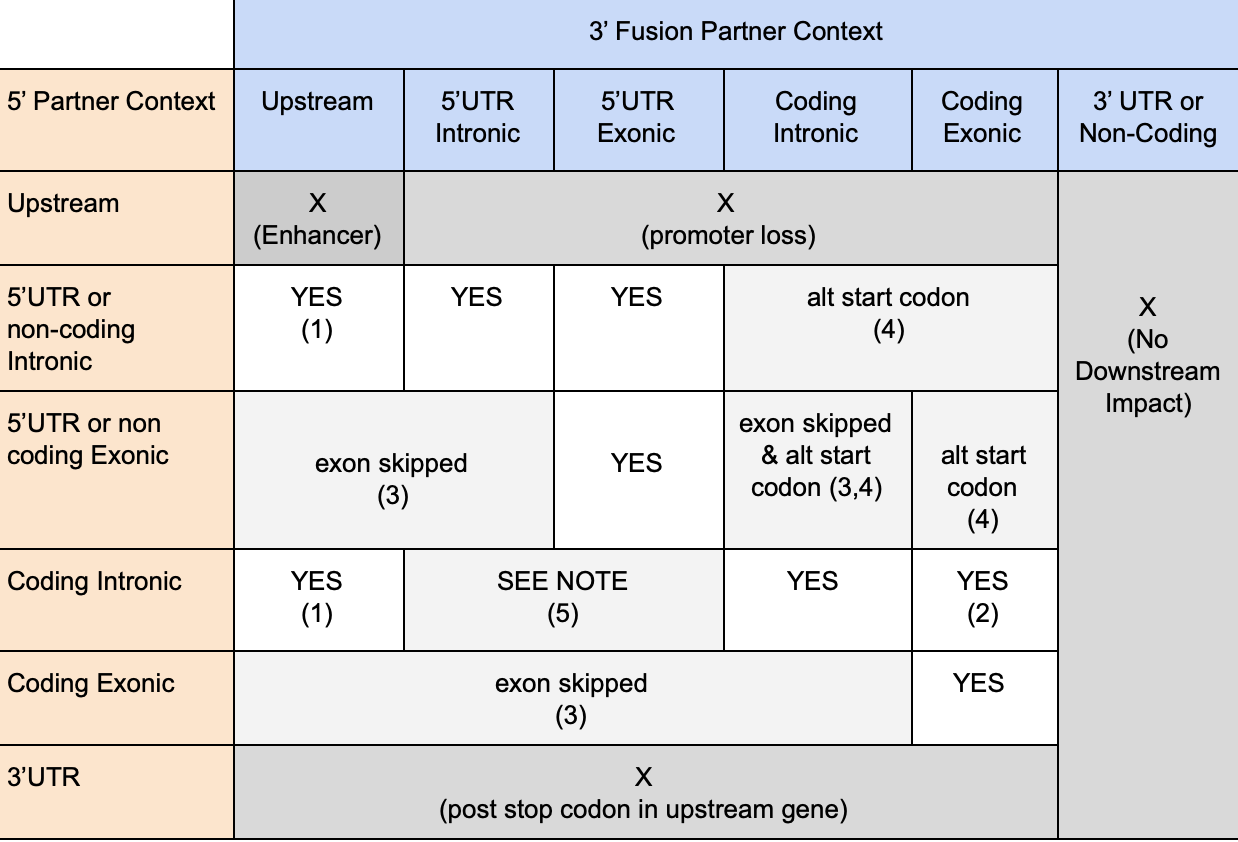 3’ Fusion Partner Context
5’ Partner Context
Upstream
5’UTR
Intronic
5’UTR
Exonic
Coding
Intronic
Coding
Exonic
3’ UTR or
Non-Coding
Upstream
X
(Enhancer)
X
(promoter loss)
X
(No
Downstream
Impact)
5’UTR or
non-coding
Intronic
YES
(1)
YES
YES
alt start codon
(4)
5’UTR or non
coding Exonic
exon skipped
(3)
YES
exon skipped
& alt start
codon (3,4)
alt start
codon
(4)
Coding Intronic
YES
(1)
SEE NOTE
(5)
YES
YES
(2)
Coding Exonic
exon skipped
(3)
YES
3’UTR
X
(post stop codon in upstream gene)